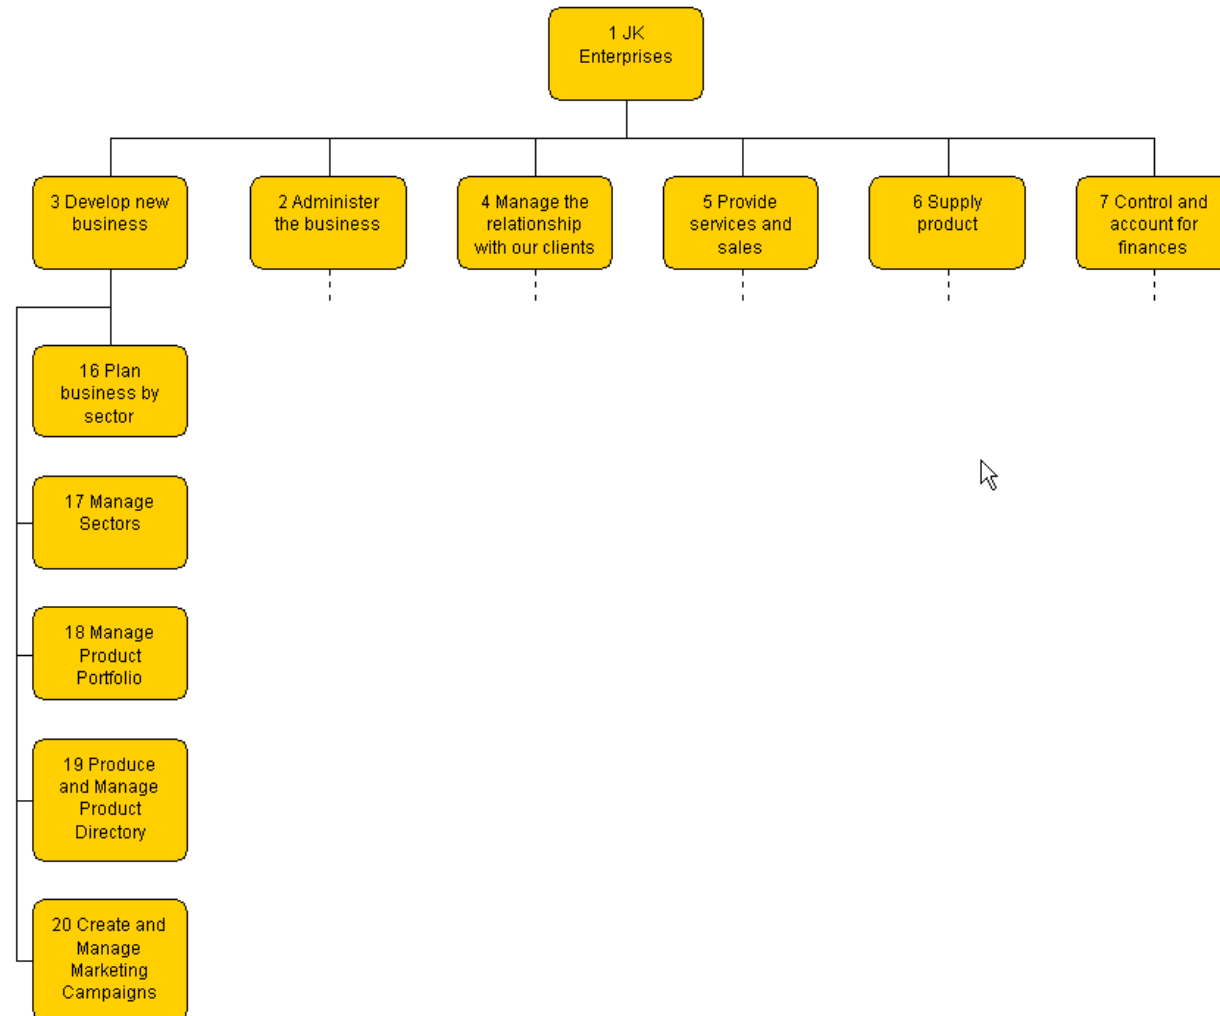 1 JK
Enterprises
3 Develop new
business
2 Administer
the business
4 Manage the
relationship
with our clients
5 Provide
services and
sales
6 Supply
product
7 Control and
account for
finances
16 Plan
business by
sector
17 Manage
Sectors
18 Manage
Product
Portfolio
19 Produce
and Manage
Product
Directory
20 Create and
Manage
Marketing
Campaigns